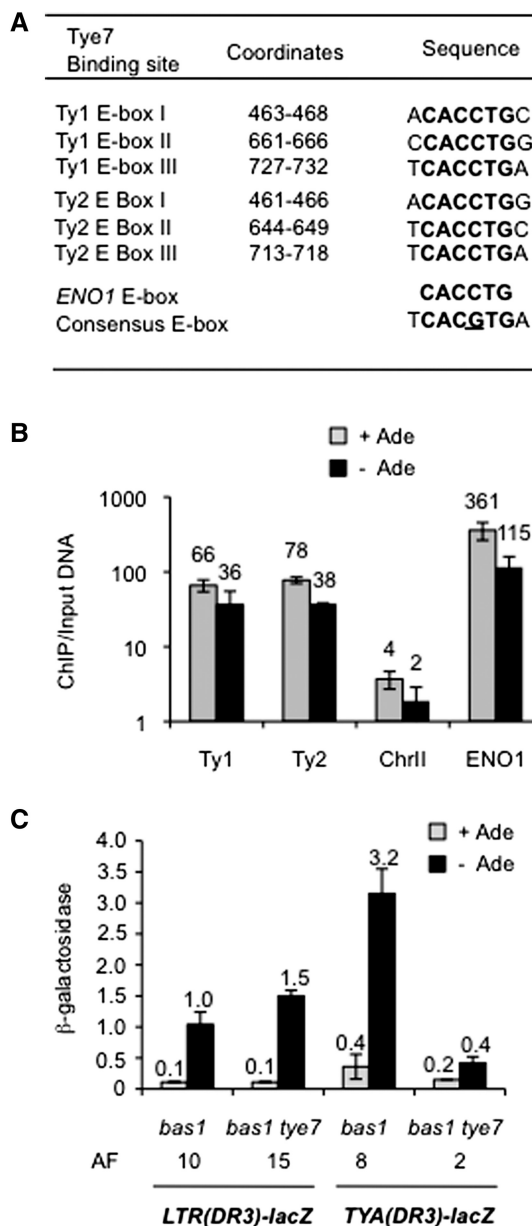 A
Tye7
Binding site Coordinates Sequence
Ty1 E-box I 463-468 ACACCTGC
Ty1 E-box II 661-666 CCACCTGG
Ty1 E-box III 727-732 TCACCTGA
Ty2 E Box I 461-466 ACACCTGG
Ty2 E Box II 644-649 TCACCTGC
Ty2 E Box III 713-718 TCACCTGA
ENO1 E-box CACCTG
Consensus E-box TCACGTGA
B
+ Ade
- Ade
ChIP/Input DNA
1000
100
10
1
66 36 78 38 4 2 361 115
Ty1 Ty2 ChrII ENO1
C
+ Ade
- Ade
β-galactosidase
4.0
3.5
3.0
2.5
2.0
1.5
1.0
0.5
0
0.1 1.0 0.1 1.5 0.4 3.2 0.2 0.4
bas1 bas1 tye7 bas1 bas1 tye7
AF 10 15 8 2
LTR(DR3)-lacZ TYA(DR3)-lacZ